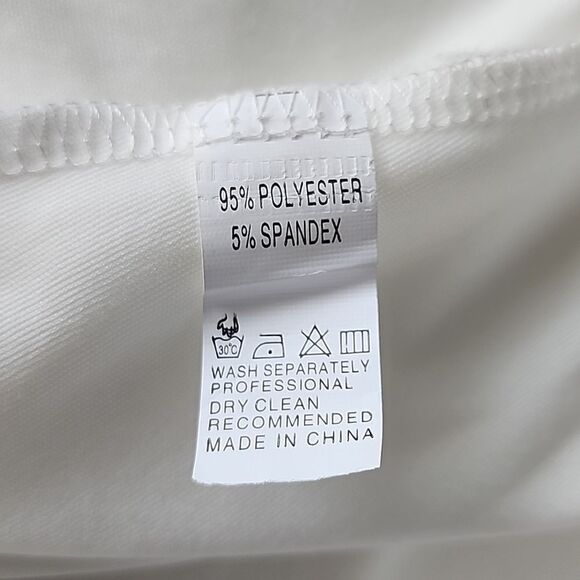 95% POLYESTER
5% SPANDEX
30°C
WASH SEPARATELY
PROFESSIONAL
DRY CLEAN
RECOMMENDED
MADE IN CHINA